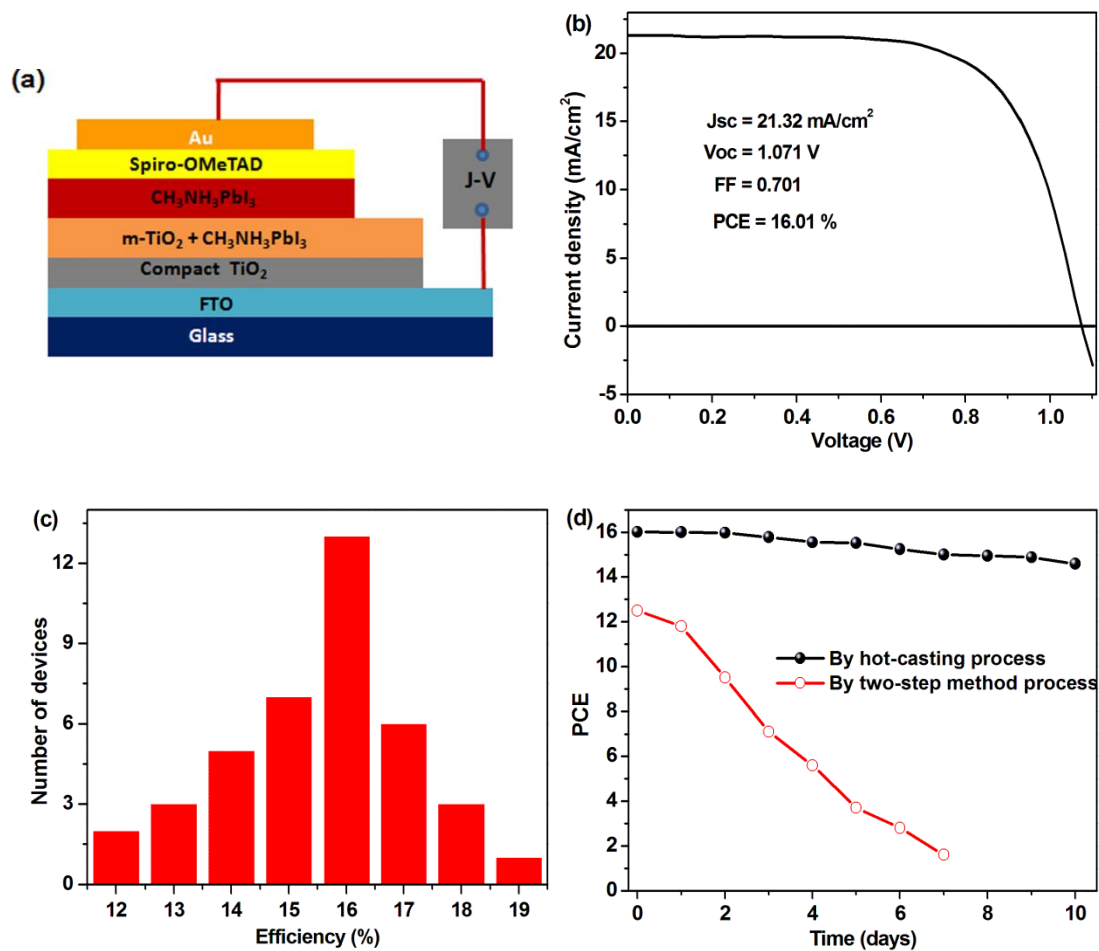 (a)
Au
Spiro-OMeTAD
CH₃NH₃PbI₃
m-TiO₂ + CH₃NH₃PbI₃
Compact TiO₂
FTO
Glass
J-V
(b)
Current density (mA/cm²)
20
15
10
5
0
-5
Jsc = 21.32 mA/cm²
Voc = 1.071 V
FF = 0.701
PCE = 16.01 %
0.0 0.2 0.4 0.6 0.8 1.0
Voltage (V)
(c)
Number of devices
12
9
6
3
0
12 13 14 15 16 17 18 19
Efficiency (%)
(d)
PCE
16
14
12
10
8
6
4
2
0
By hot-casting process
By two-step method process
0 2 4 6 8 10
Time (days)